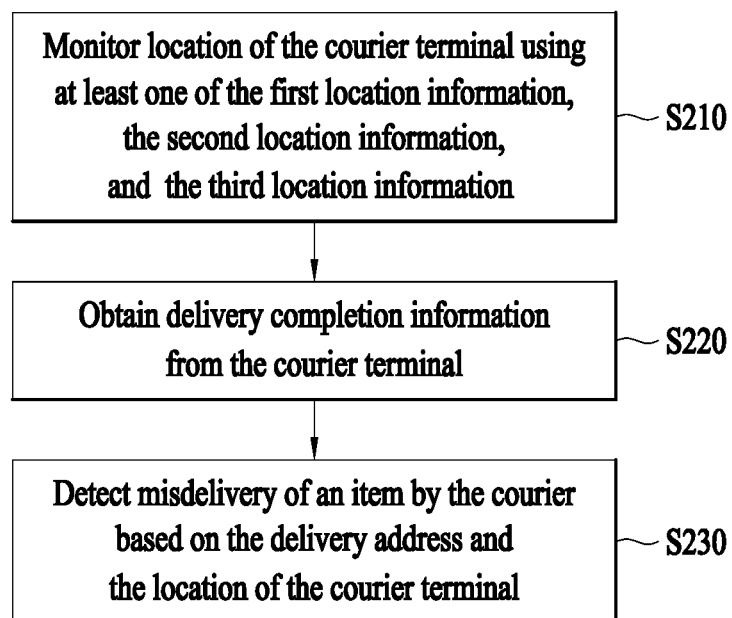 Monitor location of the courier terminal using
at least one of the first location information,
the second location information,
and the third location information
S210
Obtain delivery completion information
from the courier terminal
S220
Detect misdelivery of an item by the courier
based on the delivery address and
the location of the courier terminal
S230